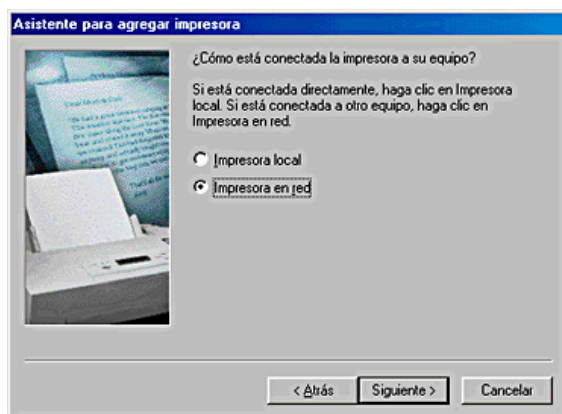 Asistente para agregar impresora
¿Cómo está conectada la impresora a su equipo?
Si está conectada directamente, haga clic en Impresora
local. Si está conectada a otro equipo, haga clic en
Impresora en red.
Impresora local
Impresora en red
< Atrás
Siguiente >
Cancelar